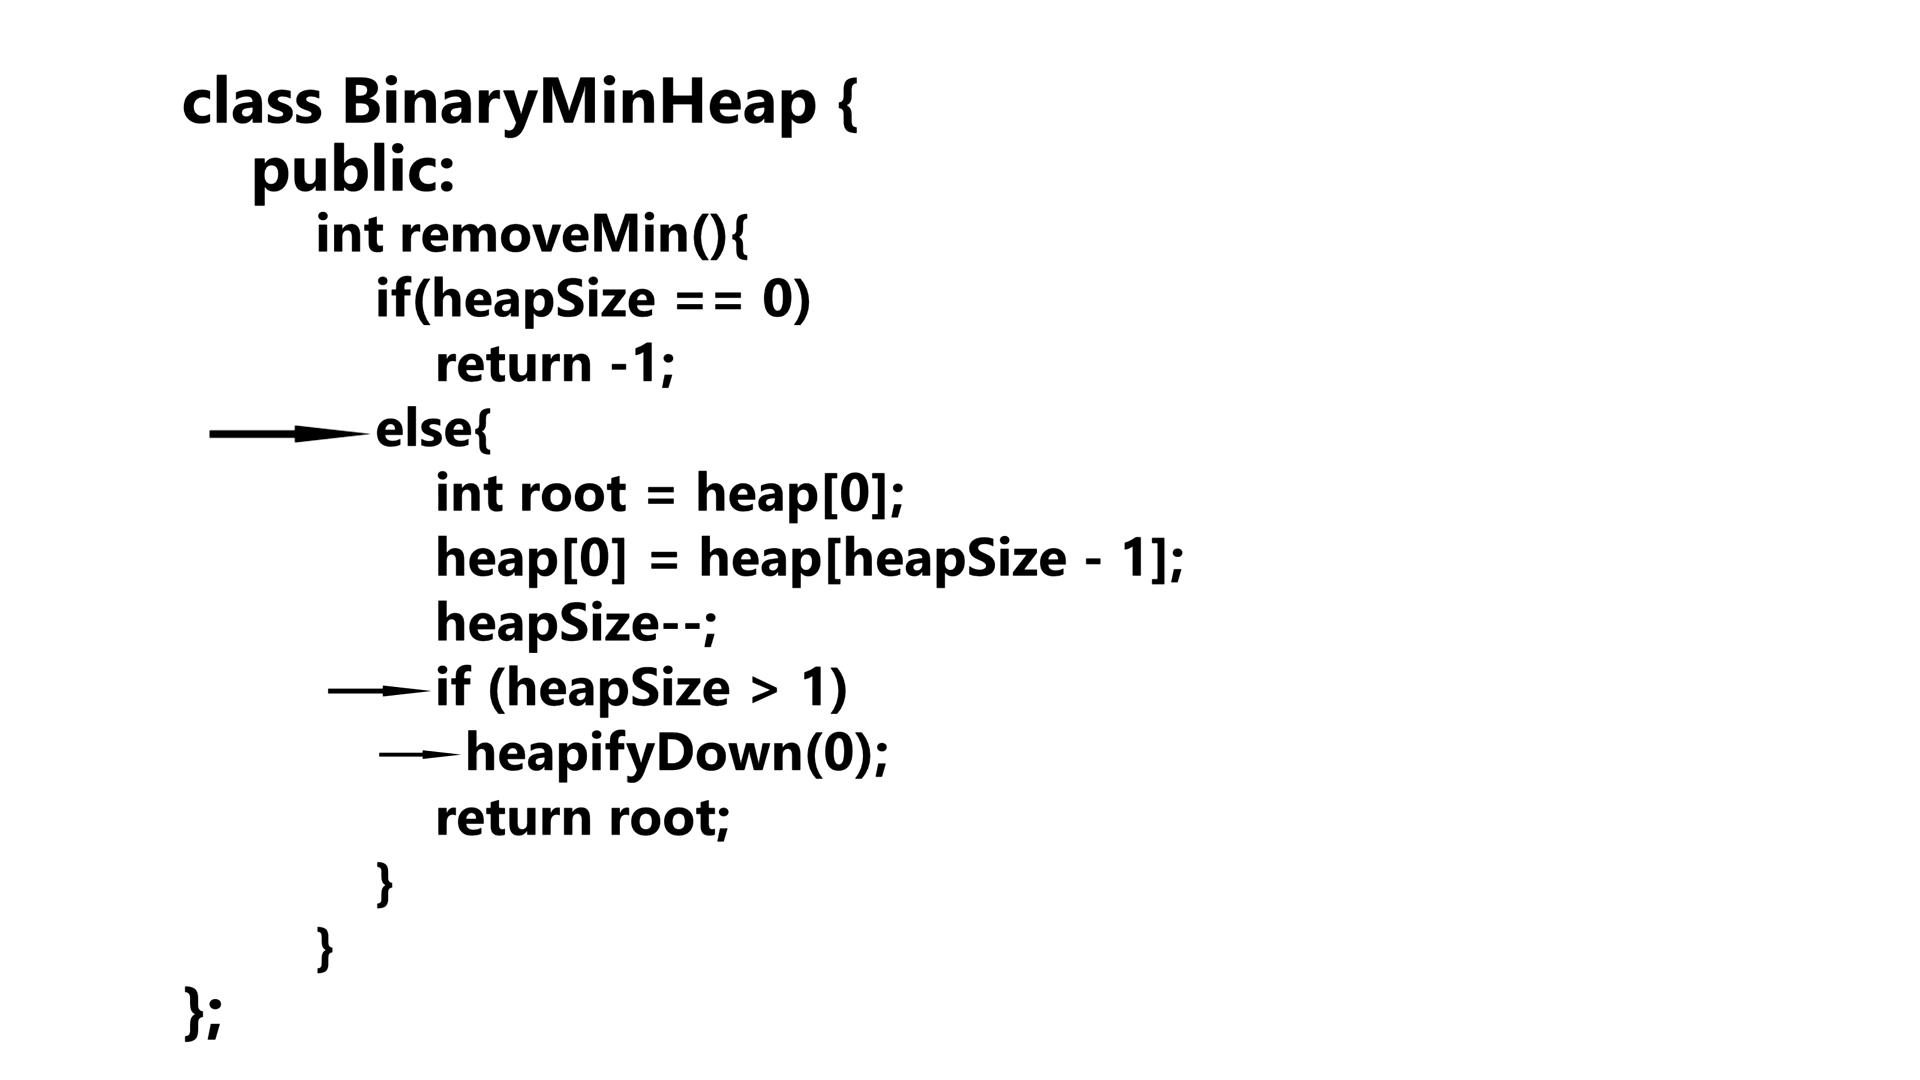 class BinaryMinHeap {
public:
int removeMin(){
if(heapSize == 0)
return -1;
else{
int root = heap[0];
heap[0] = heap[heapSize - 1];
heapSize--;
if (heapSize > 1)
heapifyDown(0);
return root;
}
}
};